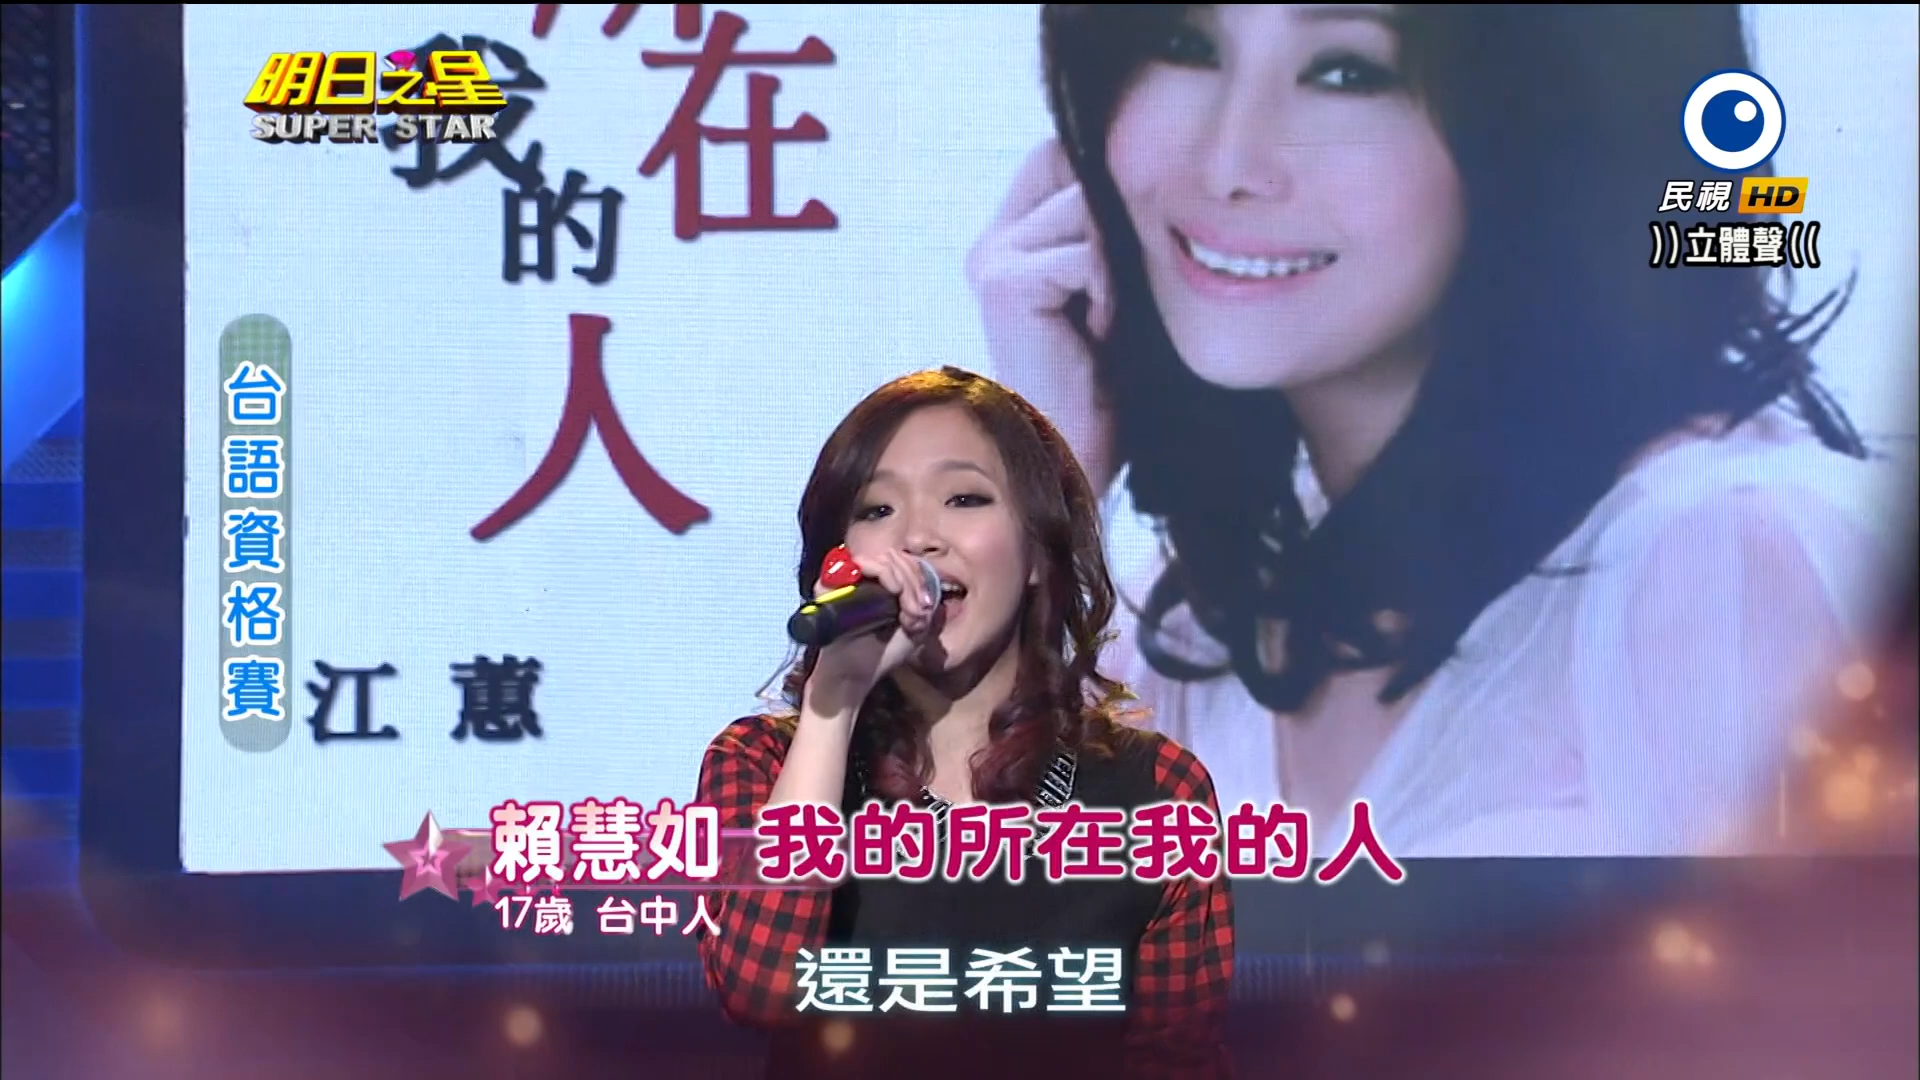 明日之星
SUPER STAR
民視 HD
立體聲
所在
我的人
江蕙
台語資格賽
賴慧如 我的所在我的人
17歲 台中人
還是希望